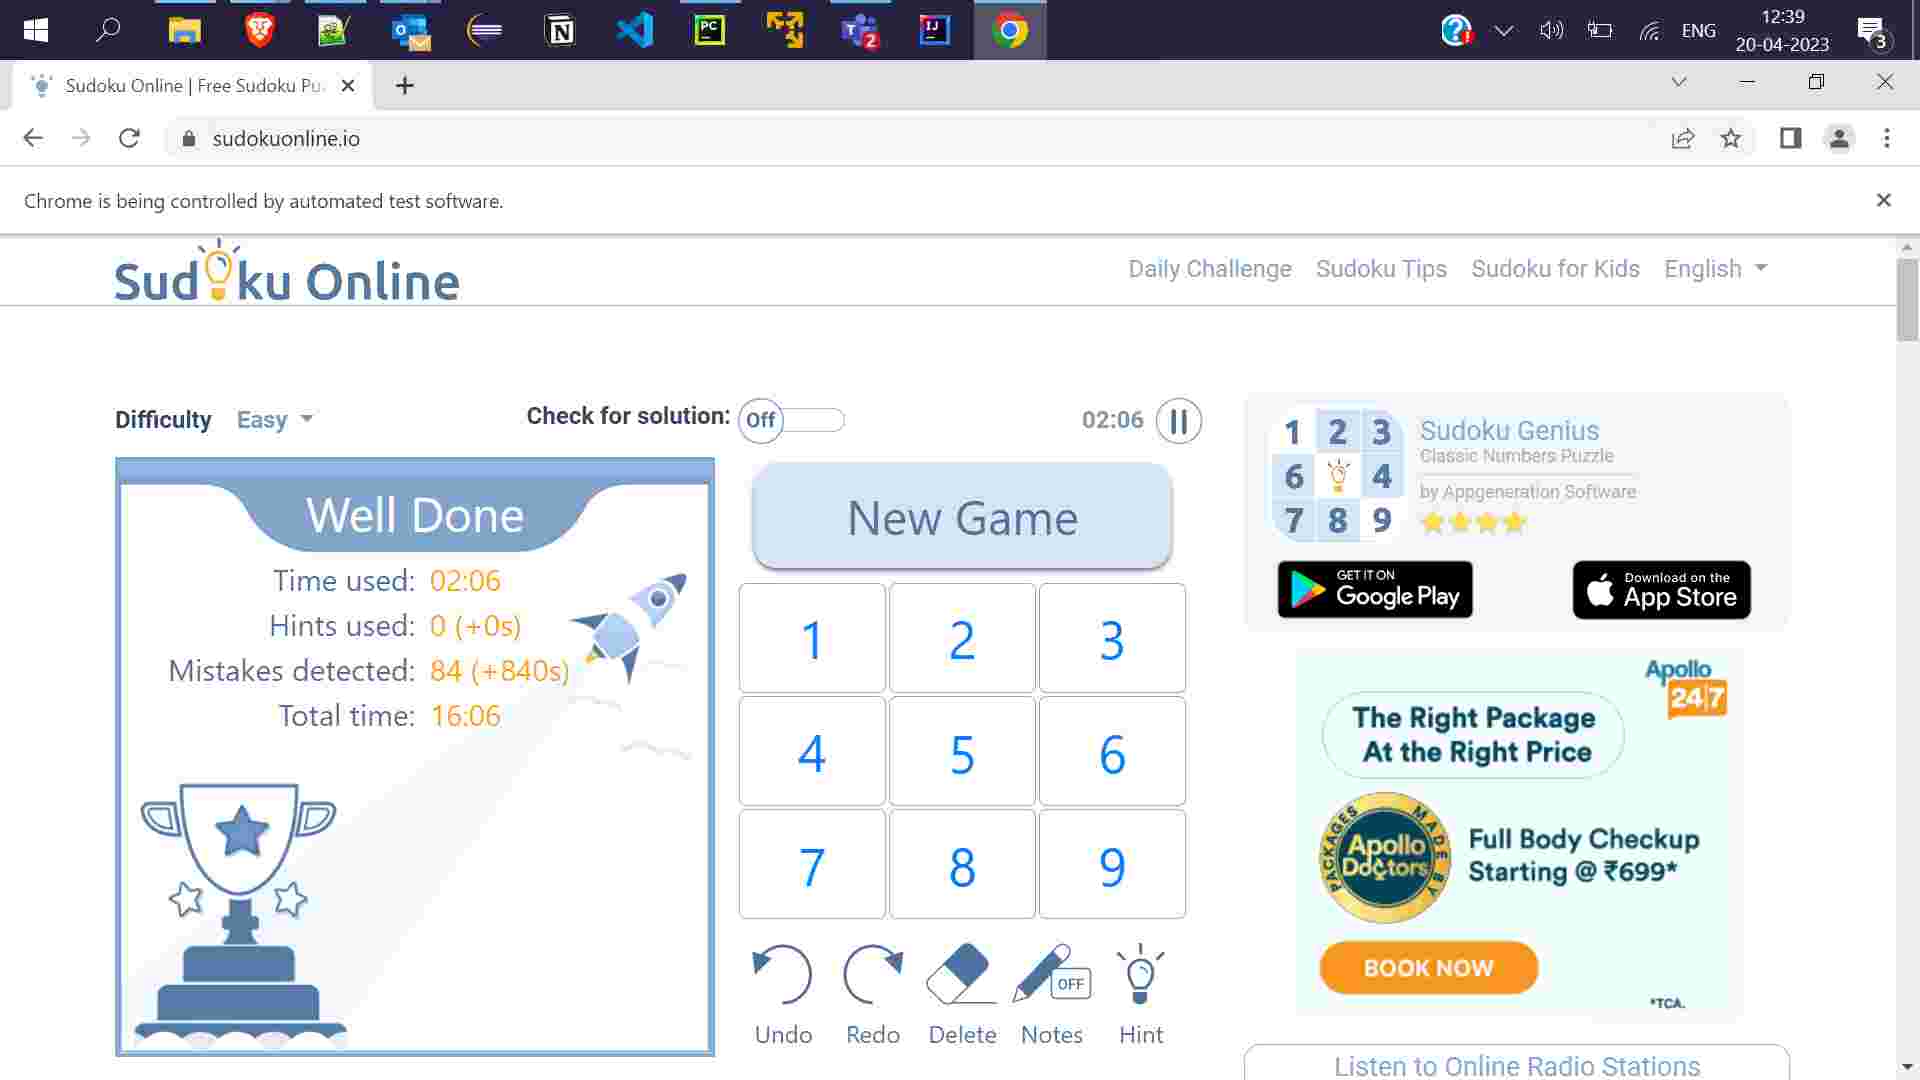 PC
2
IJ
ENG
12:39
20-04-2023
3
Sudoku Online | Free Sudoku Pu
sudokuonline.io
Chrome is being controlled by automated test software.
Sudoku Online
Daily Challenge
Sudoku Tips
Sudoku for Kids
English
Difficulty
Easy
Check for solution:
Off
02:06
Well Done
Time used: 02:06
Hints used: 0 (+0s)
Mistakes detected: 84 (+840s)
Total time: 16:06
New Game
1 2 3
4 5 6
7 8 9
OFF
Undo
Redo
Delete
Notes
Hint
1 2 3
6 4
7 8 9
Sudoku Genius
Classic Numbers Puzzle
by Appgeneration Software
GET IT ON
Google Play
Download on the
App Store
Apollo
24|7
The Right Package
At the Right Price
PACKAGES MADE BY
Apollo
Doctors
Full Body Checkup
Starting @ ₹699*
BOOK NOW
*TCA.
Listen to Online Radio Stations